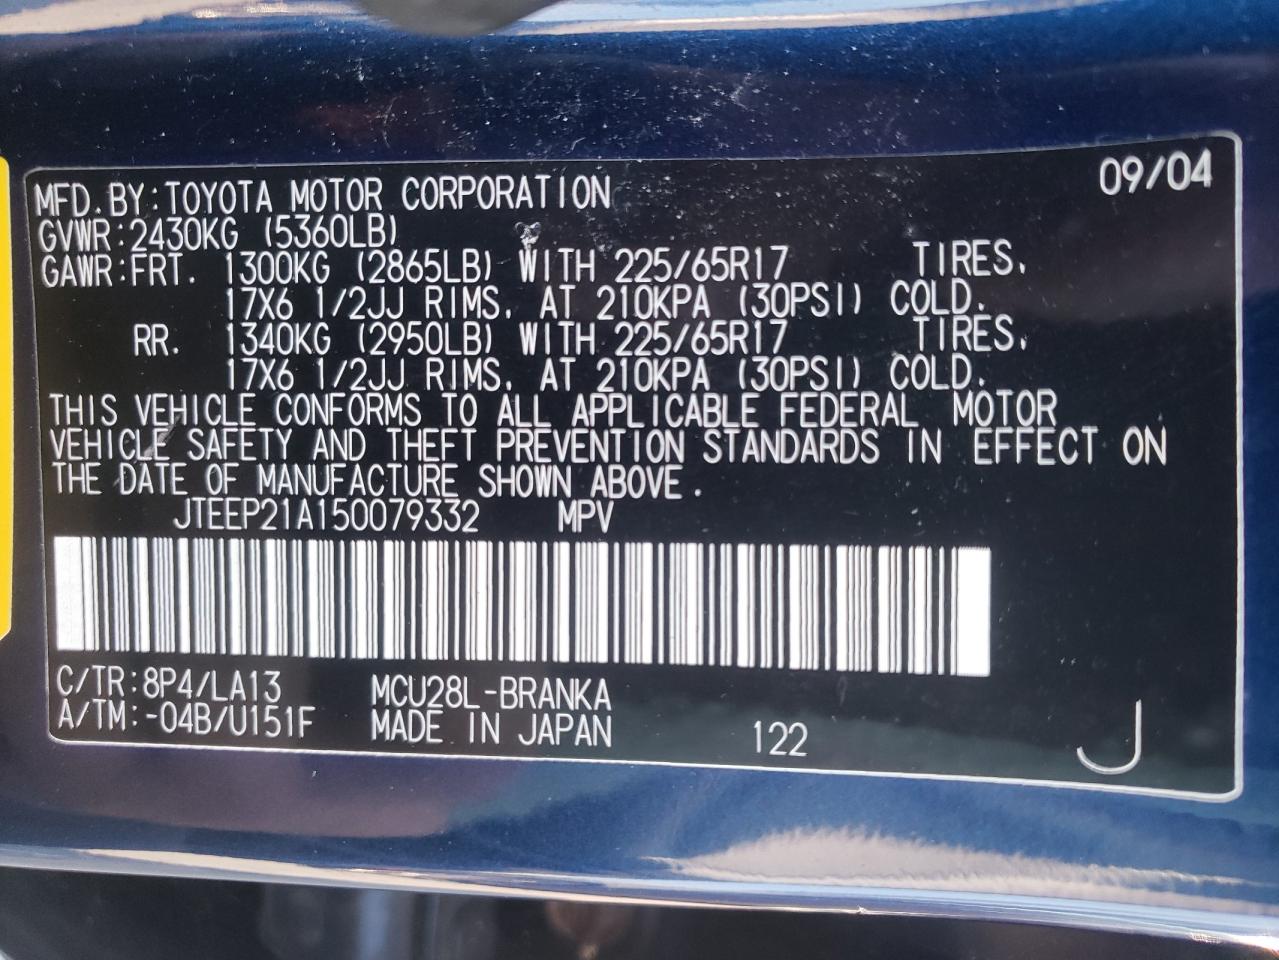 09/04
MFD. BY: TOYOTA MOTOR CORPORATION
GVWR: 2430KG (5360LB)
GAWR: FRT. 1300KG (2865LB) WITH 225/65R17 TIRES,
17X6 1/2JJ RIMS, AT 210KPA (30PSI) COLD.
RR. 1340KG (2950LB) WITH 225/65R17 TIRES,
17X6 1/2JJ RIMS, AT 210KPA (30PSI) COLD.
THIS VEHICLE CONFORMS TO ALL APPLICABLE FEDERAL MOTOR
VEHICLE SAFETY AND THEFT PREVENTION STANDARDS IN EFFECT ON
THE DATE OF MANUFACTURE SHOWN ABOVE.
JTEEP21A150079332 MPV
C/TR: 8P4/LA13 MCU28L-BRANKA
A/TM: -04B/U151F MADE IN JAPAN 122 J